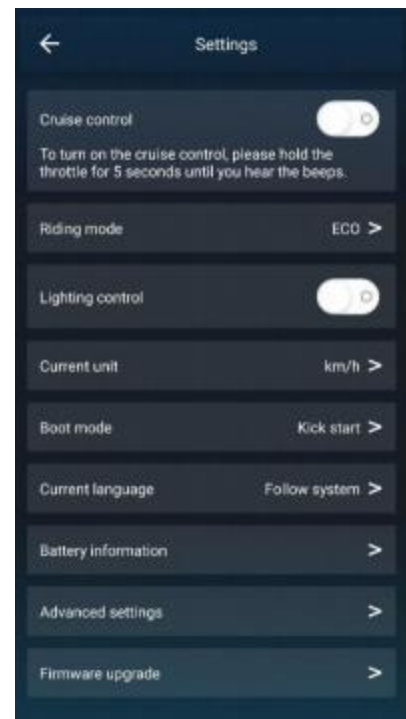 Settings
Cruise control
To turn on the cruise control, please hold the
throttle for 5 seconds until you hear the beeps.
Riding mode ECO >
Lighting control
Current unit km/h >
Boot mode Kick start >
Current language Follow system >
Battery information >
Advanced settings >
Firmware upgrade >